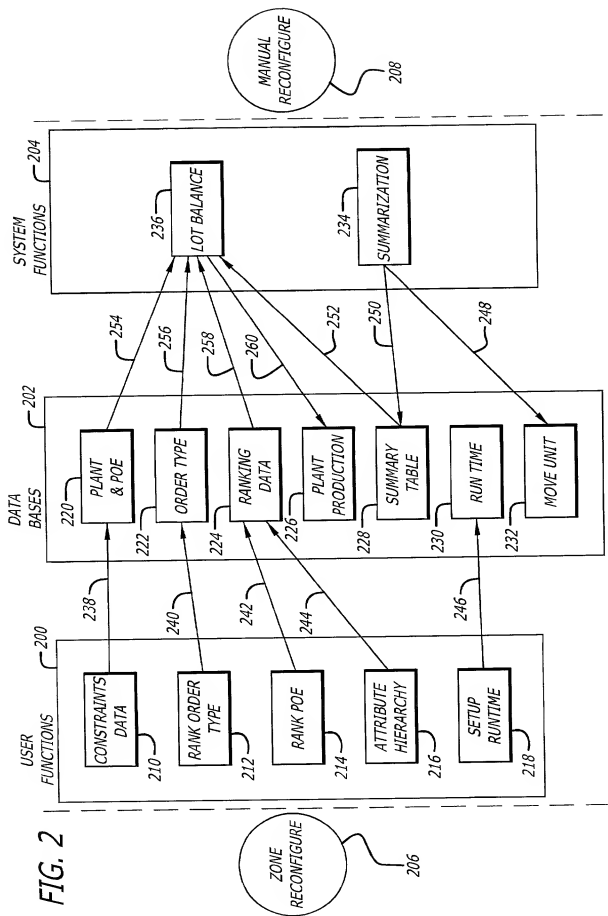 FIG. 2
ZONE
RECONFIGURE
206
USER
FUNCTIONS
200
CONSTRAINTS
DATA
210
RANK ORDER
TYPE
212
RANK POE
214
ATTRIBUTE
HIERARCHY
216
SETUP
RUNTIME
218
238
240
242
244
246
DATA
BASES
202
PLANT
& POE
220
ORDER TYPE
222
RANKING
DATA
224
PLANT
PRODUCTION
226
SUMMARY
TABLE
228
RUN TIME
230
MOVE UNIT
232
254
256
258
260
252
250
248
SYSTEM
FUNCTIONS
204
LOT BALANCE
236
SUMMARIZATION
234
MANUAL
RECONFIGURE
208